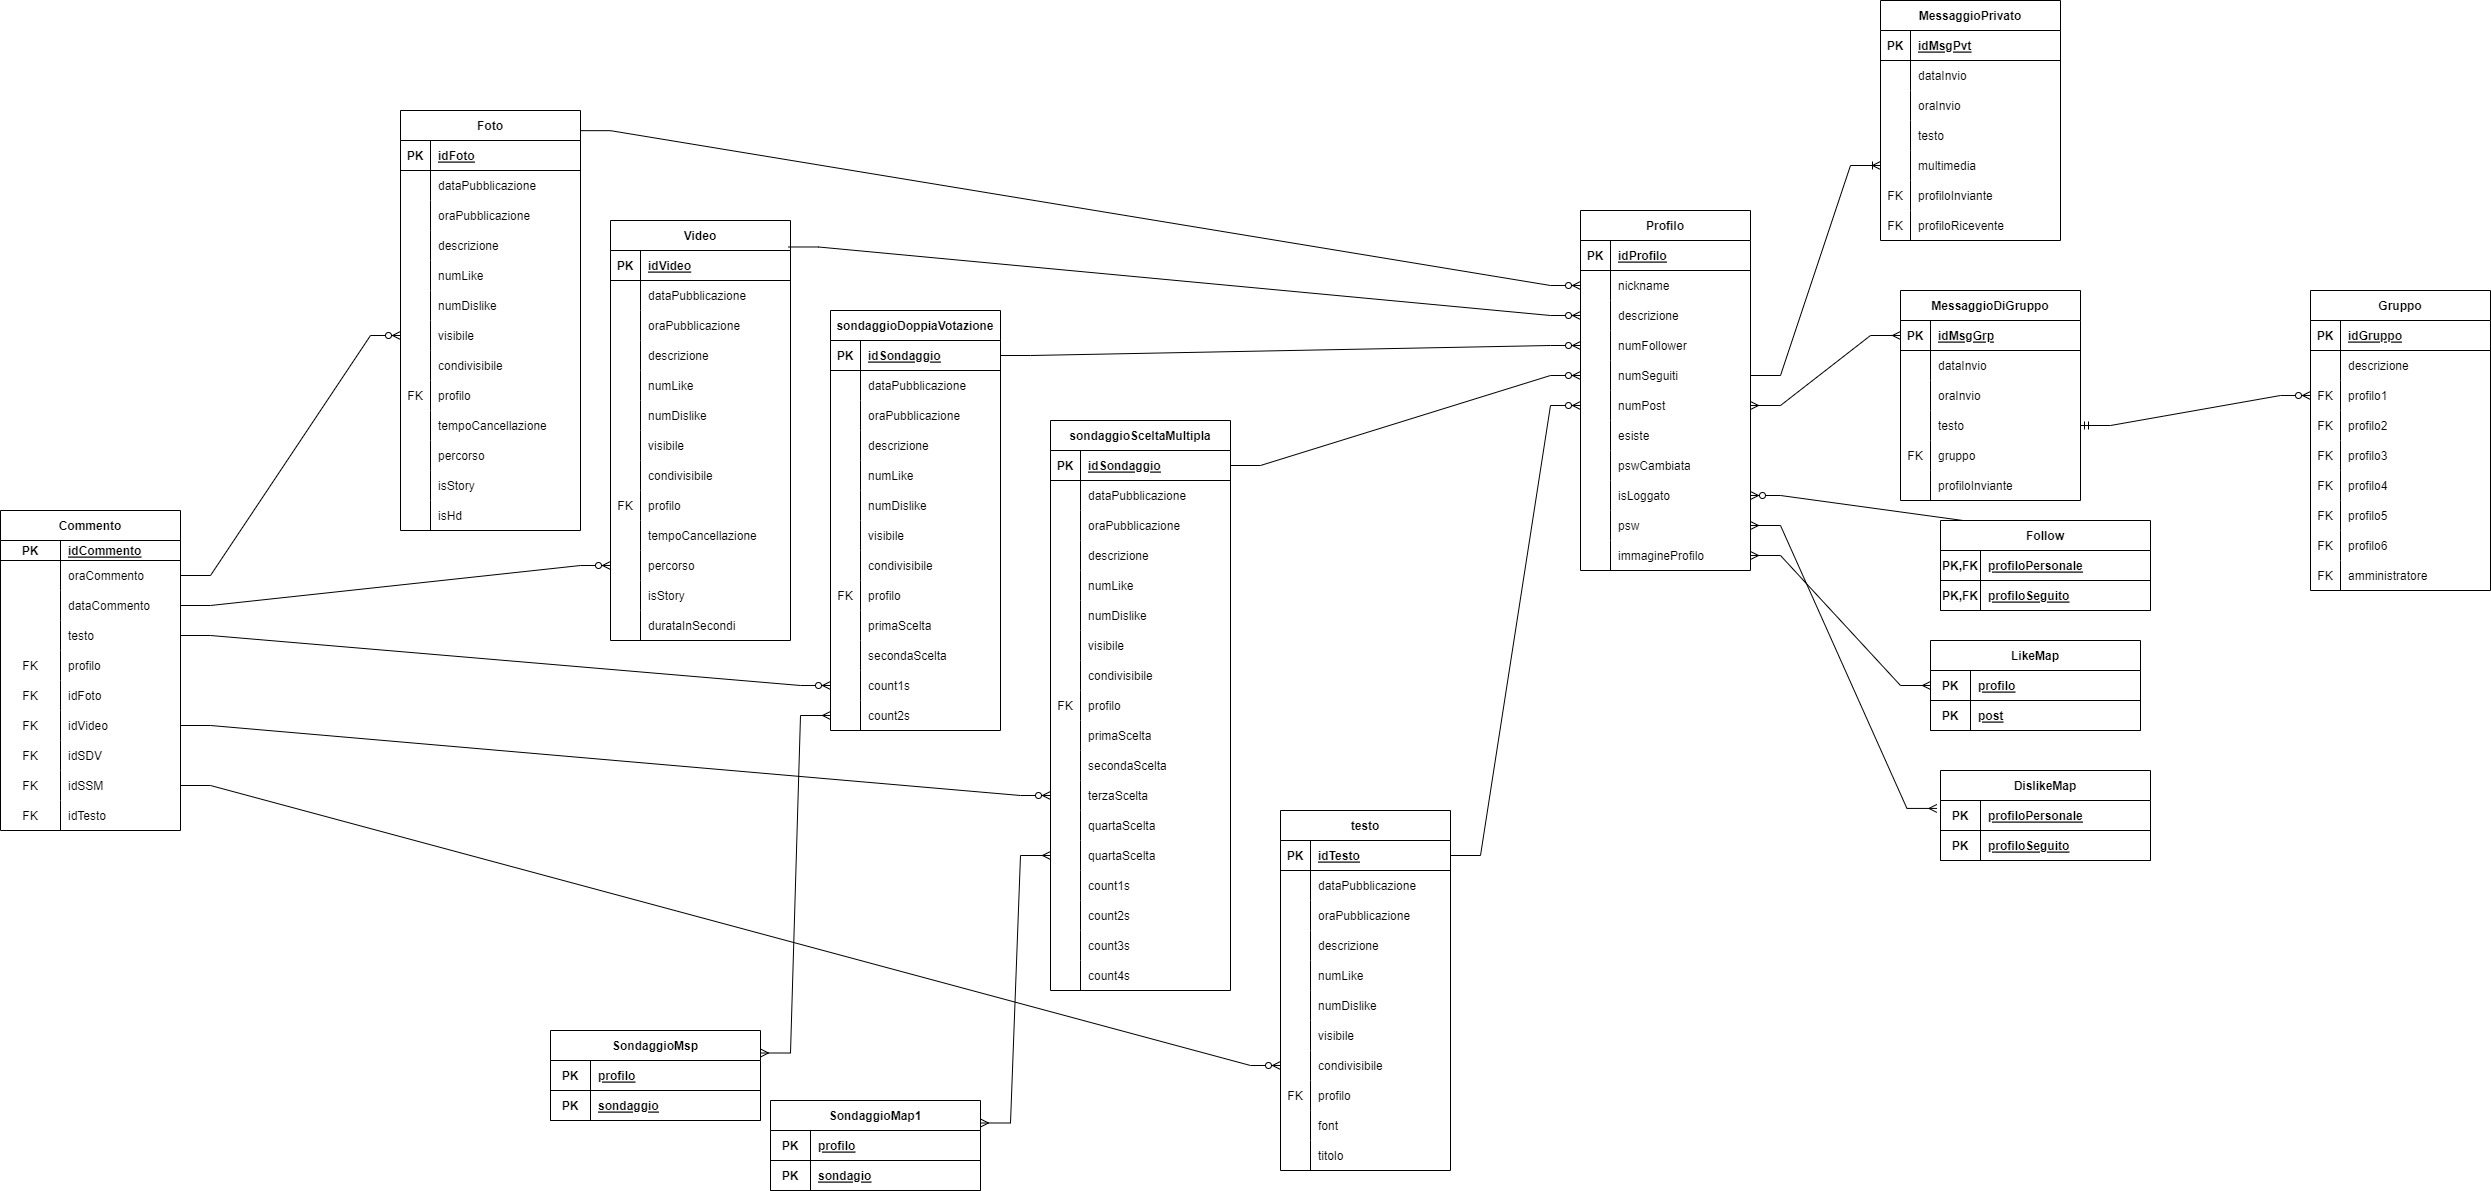 MessaggioPrivato
PK idMsgPvt
dataInvio
oraInvio
testo
multimedia
FK profiloInviante
FK profiloRicevente
Foto
PK idFoto
dataPubblicazione
oraPubblicazione
descrizione
numLike
numDislike
visibile
condivisibile
FK profilo
tempoCancellazione
percorso
isStory
isHd
Video
PK idVideo
dataPubblicazione
oraPubblicazione
descrizione
numLike
numDislike
visibile
condivisibile
FK profilo
tempoCancellazione
percorso
isStory
durataInSecondi
Profilo
PK idProfilo
nickname
descrizione
numFollower
numSeguiti
numPost
esiste
pswCambiata
isLoggato
psw
immagineProfilo
MessaggioDiGruppo
PK idMsgGrp
dataInvio
oraInvio
testo
FK gruppo
profiloInviante
Gruppo
PK idGruppo
descrizione
FK profilo1
FK profilo2
FK profilo3
FK profilo4
FK profilo5
FK profilo6
FK amministratore
sondaggioDoppiaVotazione
PK idSondaggio
dataPubblicazione
oraPubblicazione
descrizione
numLike
numDislike
visibile
condivisibile
FK profilo
primaScelta
secondaScelta
count1s
count2s
sondaggioSceltaMultipla
PK idSondaggio
dataPubblicazione
oraPubblicazione
descrizione
numLike
numDislike
visibile
condivisibile
FK profilo
primaScelta
secondaScelta
terzaScelta
quartaScelta
quartaScelta
count1s
count2s
count3s
count4s
Commento
PK idCommento
oraCommento
dataCommento
testo
FK profilo
FK idFoto
FK idVideo
FK idSDV
FK idSSM
FK idTesto
Follow
PK,FK profiloPersonale
PK,FK profiloSeguito
LikeMap
PK profilo
PK post
DislikeMap
PK profiloPersonale
PK profiloSeguito
testo
PK idTesto
dataPubblicazione
oraPubblicazione
descrizione
numLike
numDislike
visibile
condivisibile
FK profilo
font
titolo
SondaggioMsp
PK profilo
PK sondaggio
SondaggioMap1
PK profilo
PK sondagio